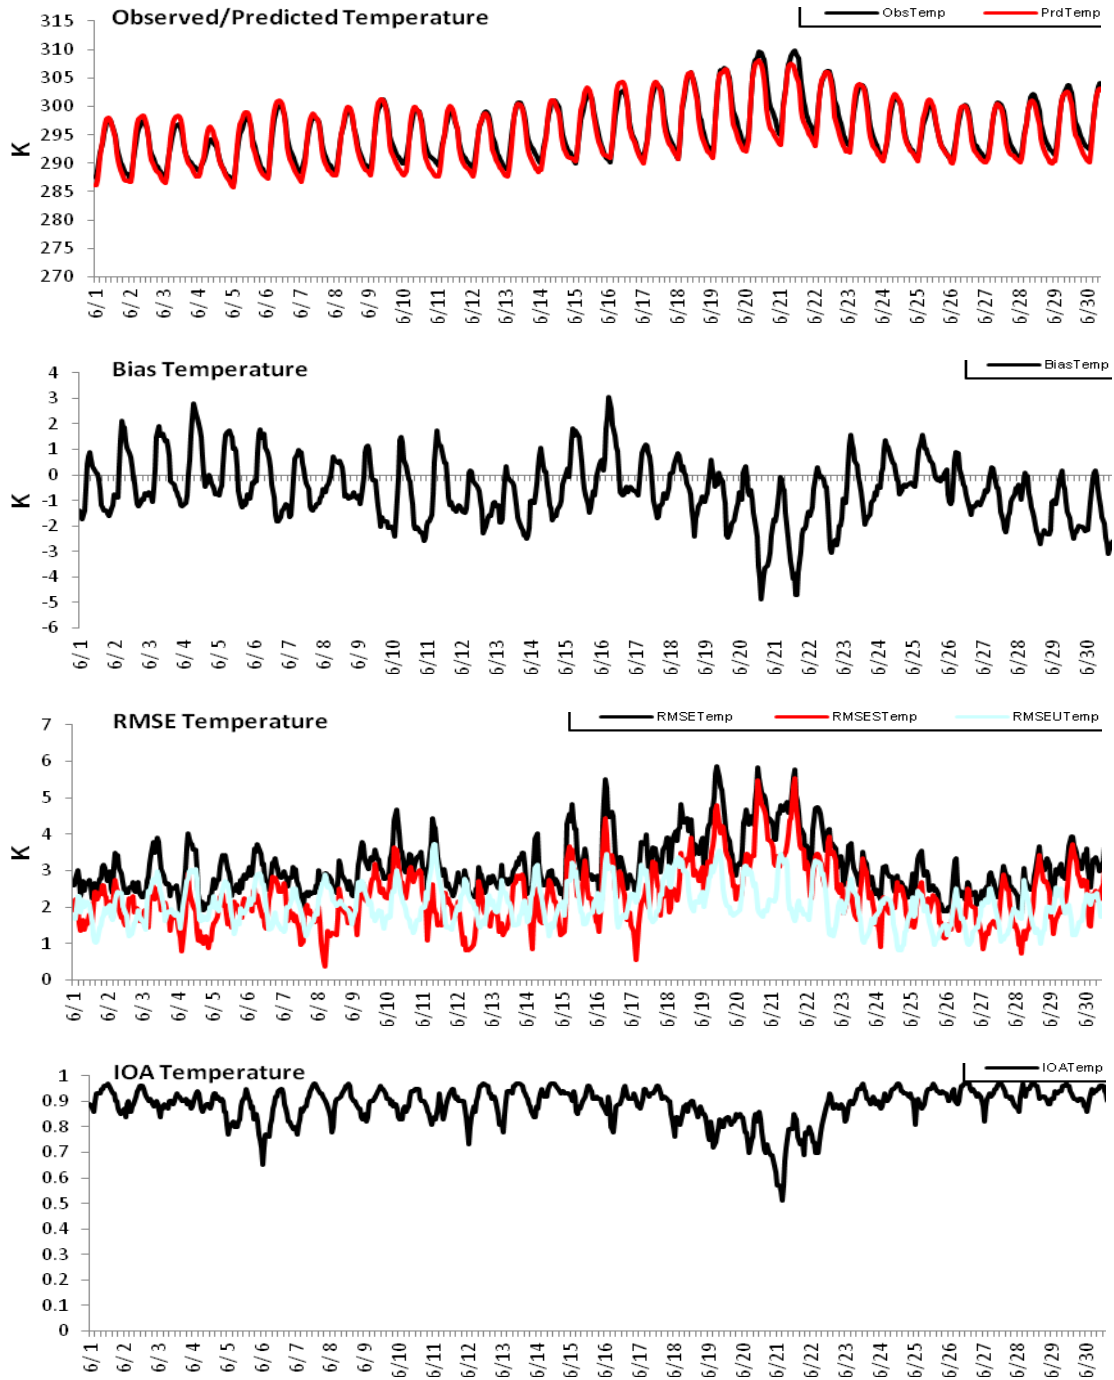 Observed/Predicted Temperature
ObsTemp PrdTemp
315
310
305
300
295
290
285
280
275
270
K
6/1 6/2 6/3 6/4 6/5 6/6 6/7 6/8 6/9 6/10 6/11 6/12 6/13 6/14 6/15 6/16 6/17 6/18 6/19 6/20 6/21 6/22 6/23 6/24 6/25 6/26 6/27 6/28 6/29 6/30
Bias Temperature
BiasTemp
4
3
2
1
0
-1
-2
-3
-4
-5
-6
K
6/1 6/2 6/3 6/4 6/5 6/6 6/7 6/8 6/9 6/10 6/11 6/12 6/13 6/14 6/15 6/16 6/17 6/18 6/19 6/20 6/21 6/22 6/23 6/24 6/25 6/26 6/27 6/28 6/29 6/30
RMSE Temperature
RMSETemp RMSESTemp RMSEUTemp
7
6
5
4
3
2
1
0
K
6/1 6/2 6/3 6/4 6/5 6/6 6/7 6/8 6/9 6/10 6/11 6/12 6/13 6/14 6/15 6/16 6/17 6/18 6/19 6/20 6/21 6/22 6/23 6/24 6/25 6/26 6/27 6/28 6/29 6/30
IOA Temperature
IOATemp
1
0.9
0.8
0.7
0.6
0.5
0.4
0.3
0.2
0.1
0
6/1 6/2 6/3 6/4 6/5 6/6 6/7 6/8 6/9 6/10 6/11 6/12 6/13 6/14 6/15 6/16 6/17 6/18 6/19 6/20 6/21 6/22 6/23 6/24 6/25 6/26 6/27 6/28 6/29 6/30